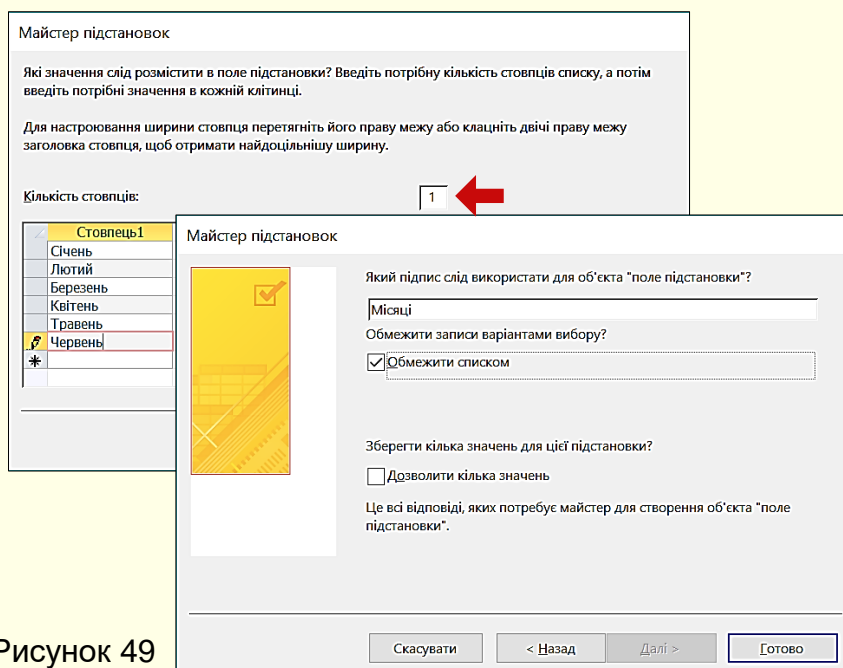 Майстер підстановок
Які значення слід розмістити в поле підстановки? Введіть потрібну кількість стовпців списку, а потім
введіть потрібні значення в кожній клітинці.
Для настроювання ширини стовпця перетягніть його праву межу або клацніть двічі праву межу
заголовка стовпця, щоб отримати найдоцільнішу ширину.
Кількість стовпців: 1
Стовпець1
Січень
Лютий
Березень
Квітень
Травень
Червень
Майстер підстановок
Який підпис слід використати для об'єкта "поле підстановки"?
Місяці
Обмежити записи варіантами вибору?
Обмежити списком
Зберегти кілька значень для цієї підстановки?
Дозволити кілька значень
Це всі відповіді, яких потребує майстер для створення об'єкта "поле
підстановки".
Скасувати < Назад Далі > Готово
Рисунок 49